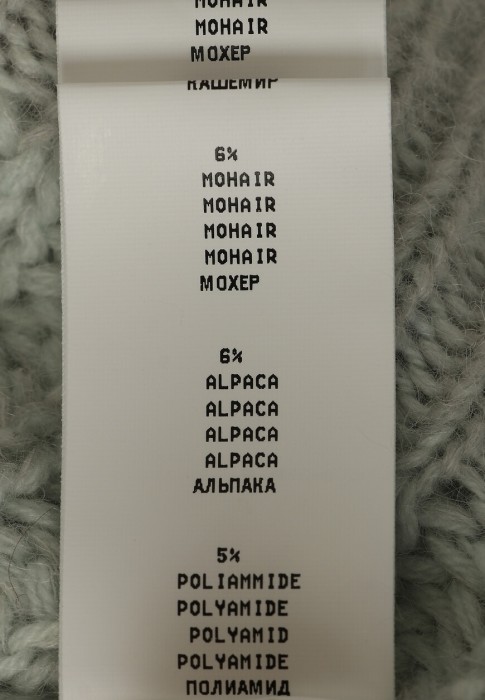 MOHAIR
MOHAIR
МОХЕР
КАШЕМИР
6%
MOHAIR
MOHAIR
MOHAIR
MOHAIR
МОХЕР
6%
ALPACA
ALPACA
ALPACA
ALPACA
АЛЬПАКА
5%
POLIAMMIDE
POLYAMIDE
POLYAMID
POLYAMIDE
ПОЛИАМИД